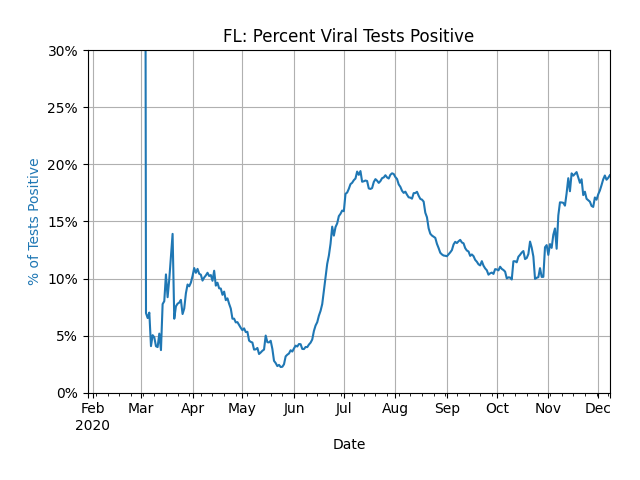 FL: Percent Viral Tests Positive
30%
25%
20%
15%
10%
5%
0%
% of Tests Positive
Feb Mar Apr May Jun Jul Aug Sep Oct Nov Dec
2020
Date